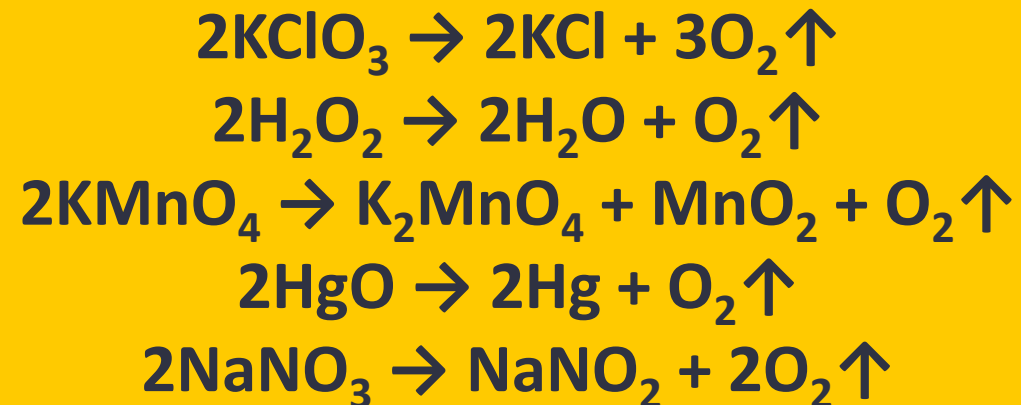 2KClO₃ → 2KCl + 3O₂↑
2H₂O₂ → 2H₂O + O₂↑
2KMnO₄ → K₂MnO₄ + MnO₂ + O₂↑
2HgO → 2Hg + O₂↑
2NaNO₃ → NaNO₂ + 2O₂↑